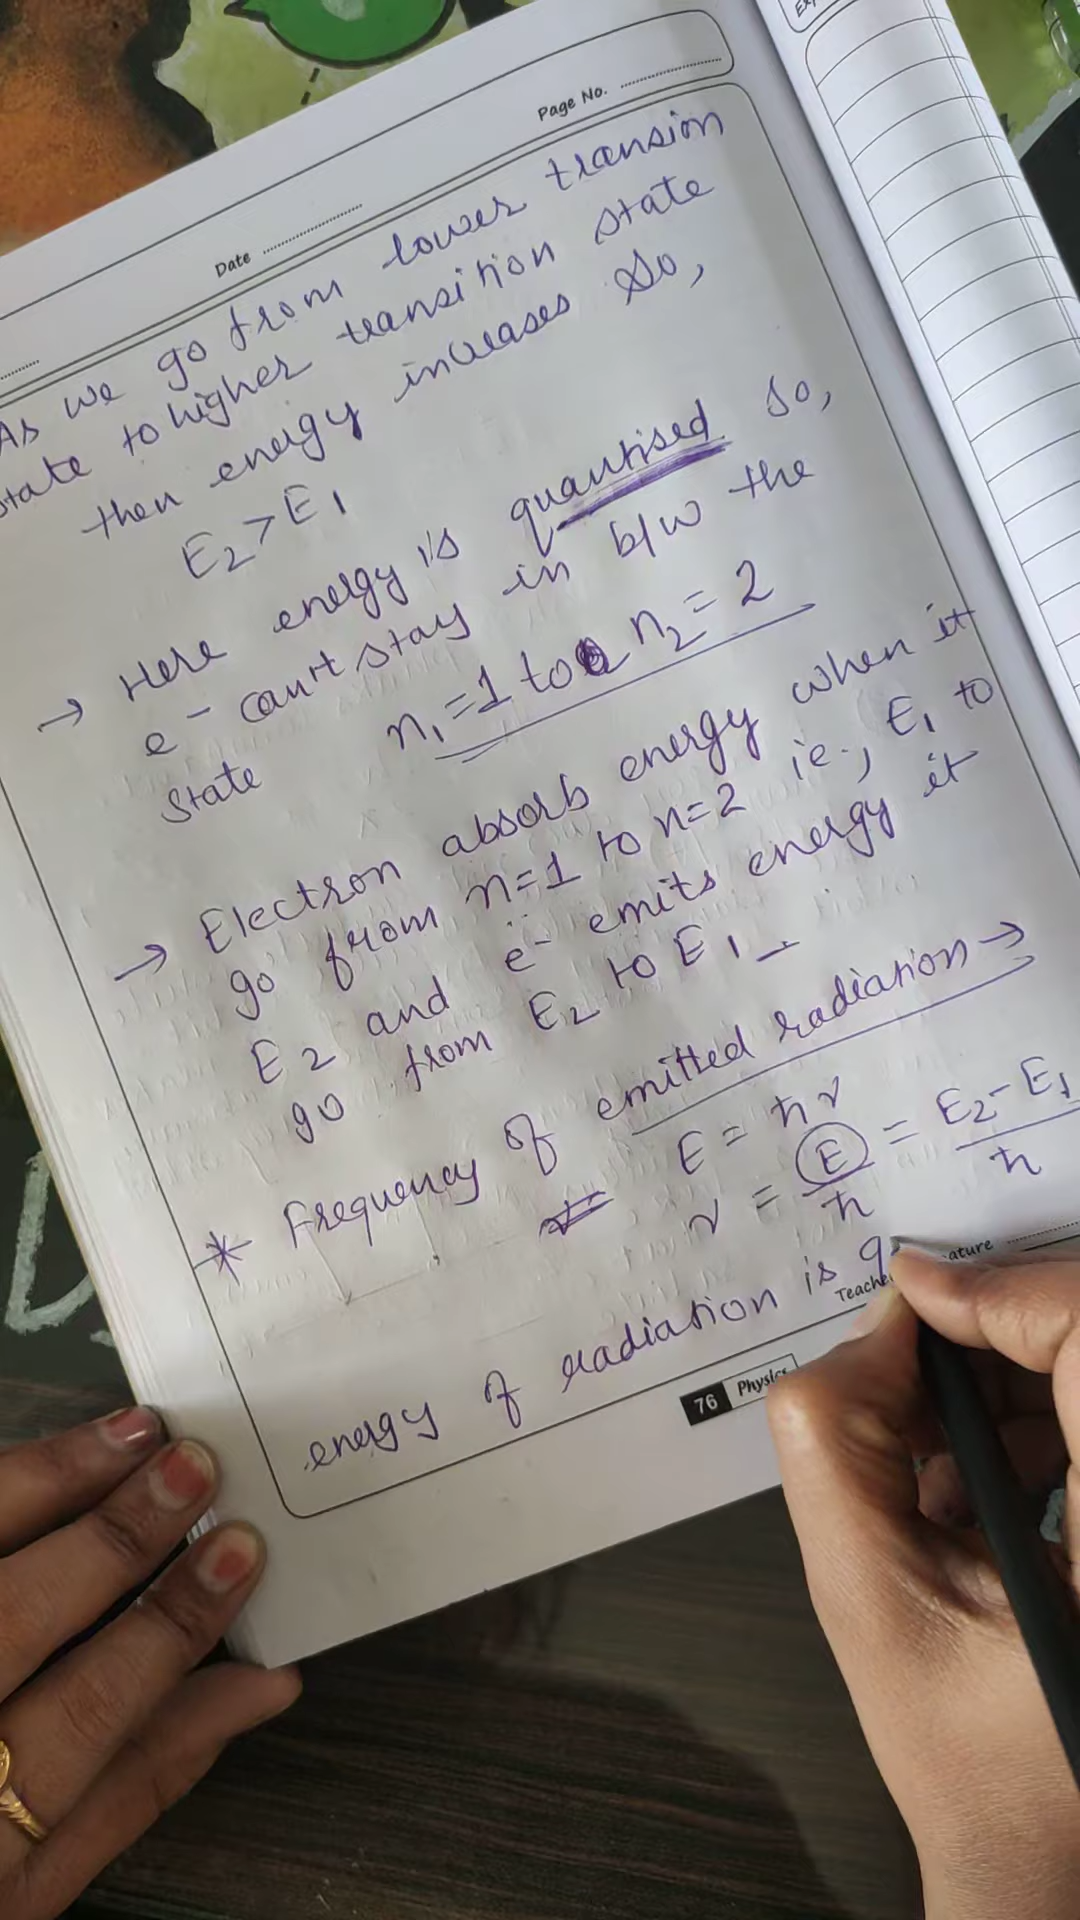 Page No.
Date
As we go from lower transion
state to higher transition state
then energy increases so,
E2 > E1
→ Here energy is quantised so,
e- can't stay in b/w the
state n1=1 to n2=2
→ Electron absorb energy when it
go from n=1 to n=2 ie., E1 to
E2 and e- emits energy it
go from E2 to E1
* Frequency of emitted radiation →
E = ħν
ν = E/ħ = E2-E1/ħ
energy of radiation is
76 Physics